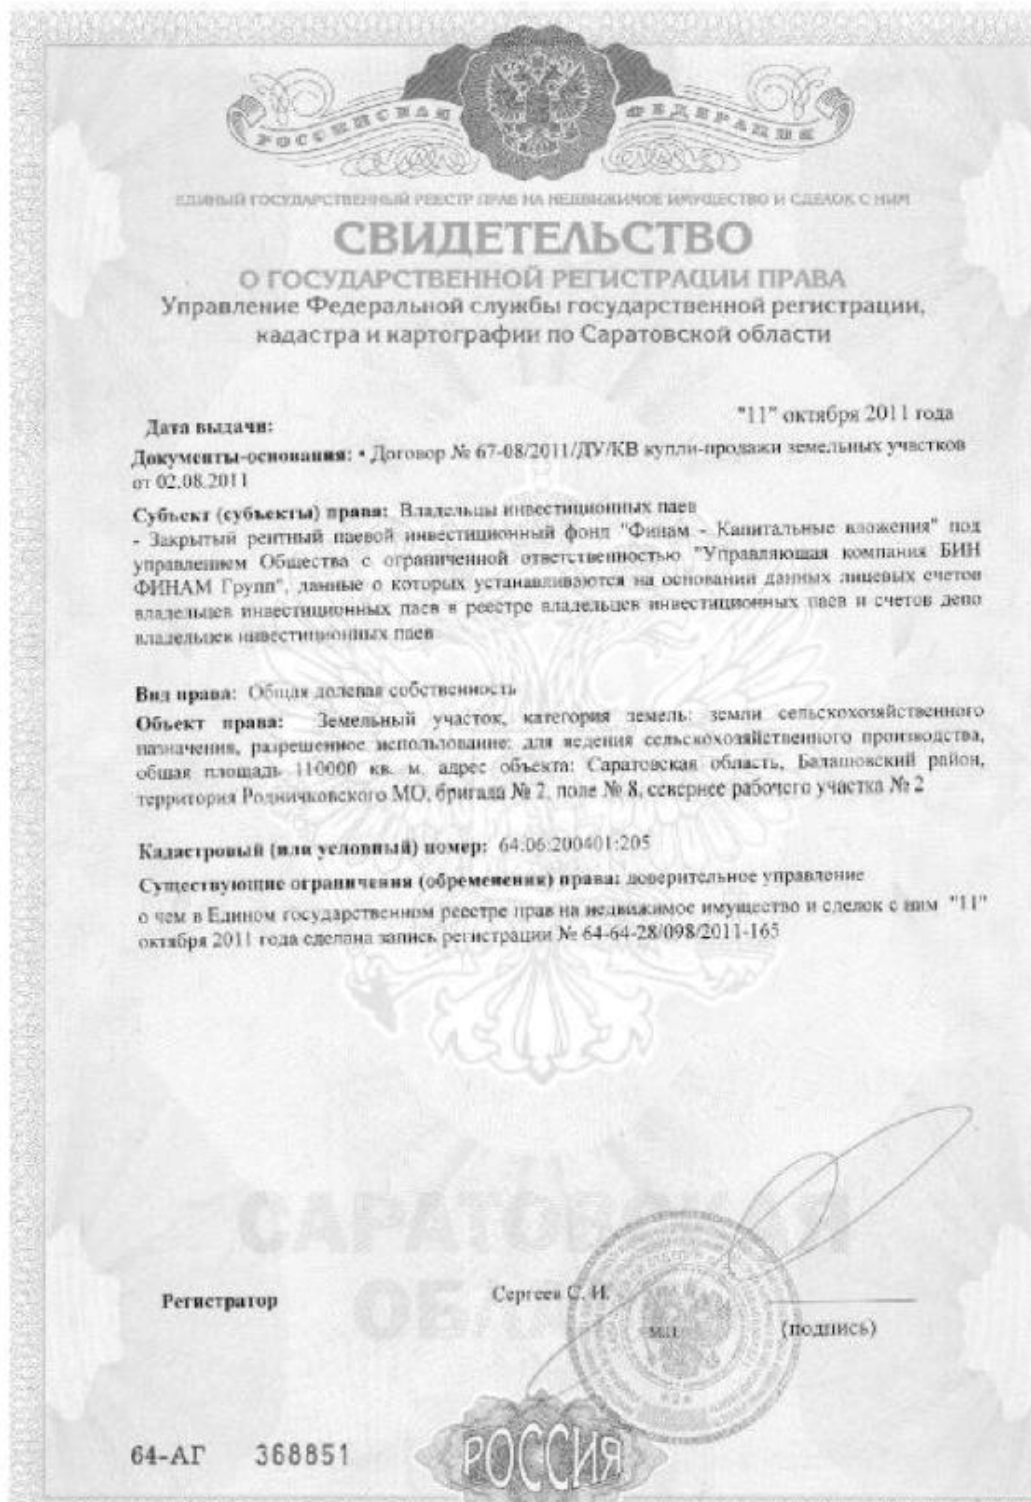 РОССИЙСКАЯ ФЕДЕРАЦИЯ
ЕДИНЫЙ ГОСУДАРСТВЕННЫЙ РЕЕСТР ПРАВ НА НЕДВИЖИМОЕ ИМУЩЕСТВО И СДЕЛОК С НИМ
СВИДЕТЕЛЬСТВО
О ГОСУДАРСТВЕННОЙ РЕГИСТРАЦИИ ПРАВА
Управление Федеральной службы государственной регистрации,
кадастра и картографии по Саратовской области
Дата выдачи: "11" октября 2011 года
Документы-основания: • Договор № 67-08/2011/ДУ/КВ купли-продажи земельных участков
от 02.08.2011
Субъект (субъекты) права: Владельцы инвестиционных паев
- Закрытый рентный паевой инвестиционный фонд "Финам - Капитальные вложения" под
управлением Общества с ограниченной ответственностью "Управляющая компания БИН
ФИНАМ Групп", данные о которых устанавливаются на основании данных лицевых счетов
владельцев инвестиционных паев в реестре владельцев инвестиционных паев и счетов депо
владельцев инвестиционных паев
Вид права: Общая долевая собственность
Объект права: Земельный участок, категория земель: земли сельскохозяйственного
назначения, разрешенное использование: для ведения сельскохозяйственного производства,
общая площадь 110000 кв. м, адрес объекта: Саратовская область, Балашовский район,
территория Родничковского МО, бригада № 2, поле № 8, севернее рабочего участка № 2
Кадастровый (или условный) номер: 64:06:200401:205
Существующие ограничения (обременения) права: доверительное управление
о чем в Едином государственном реестре прав на недвижимое имущество и сделок с ним "11"
октября 2011 года сделана запись регистрации № 64-64-28/098/2011-165
САРАТОВСКАЯ
ОБЛАСТЬ
Регистратор Сергеев С. И.
м.п.
(подпись)
64-АГ 368851
РОССИЯ